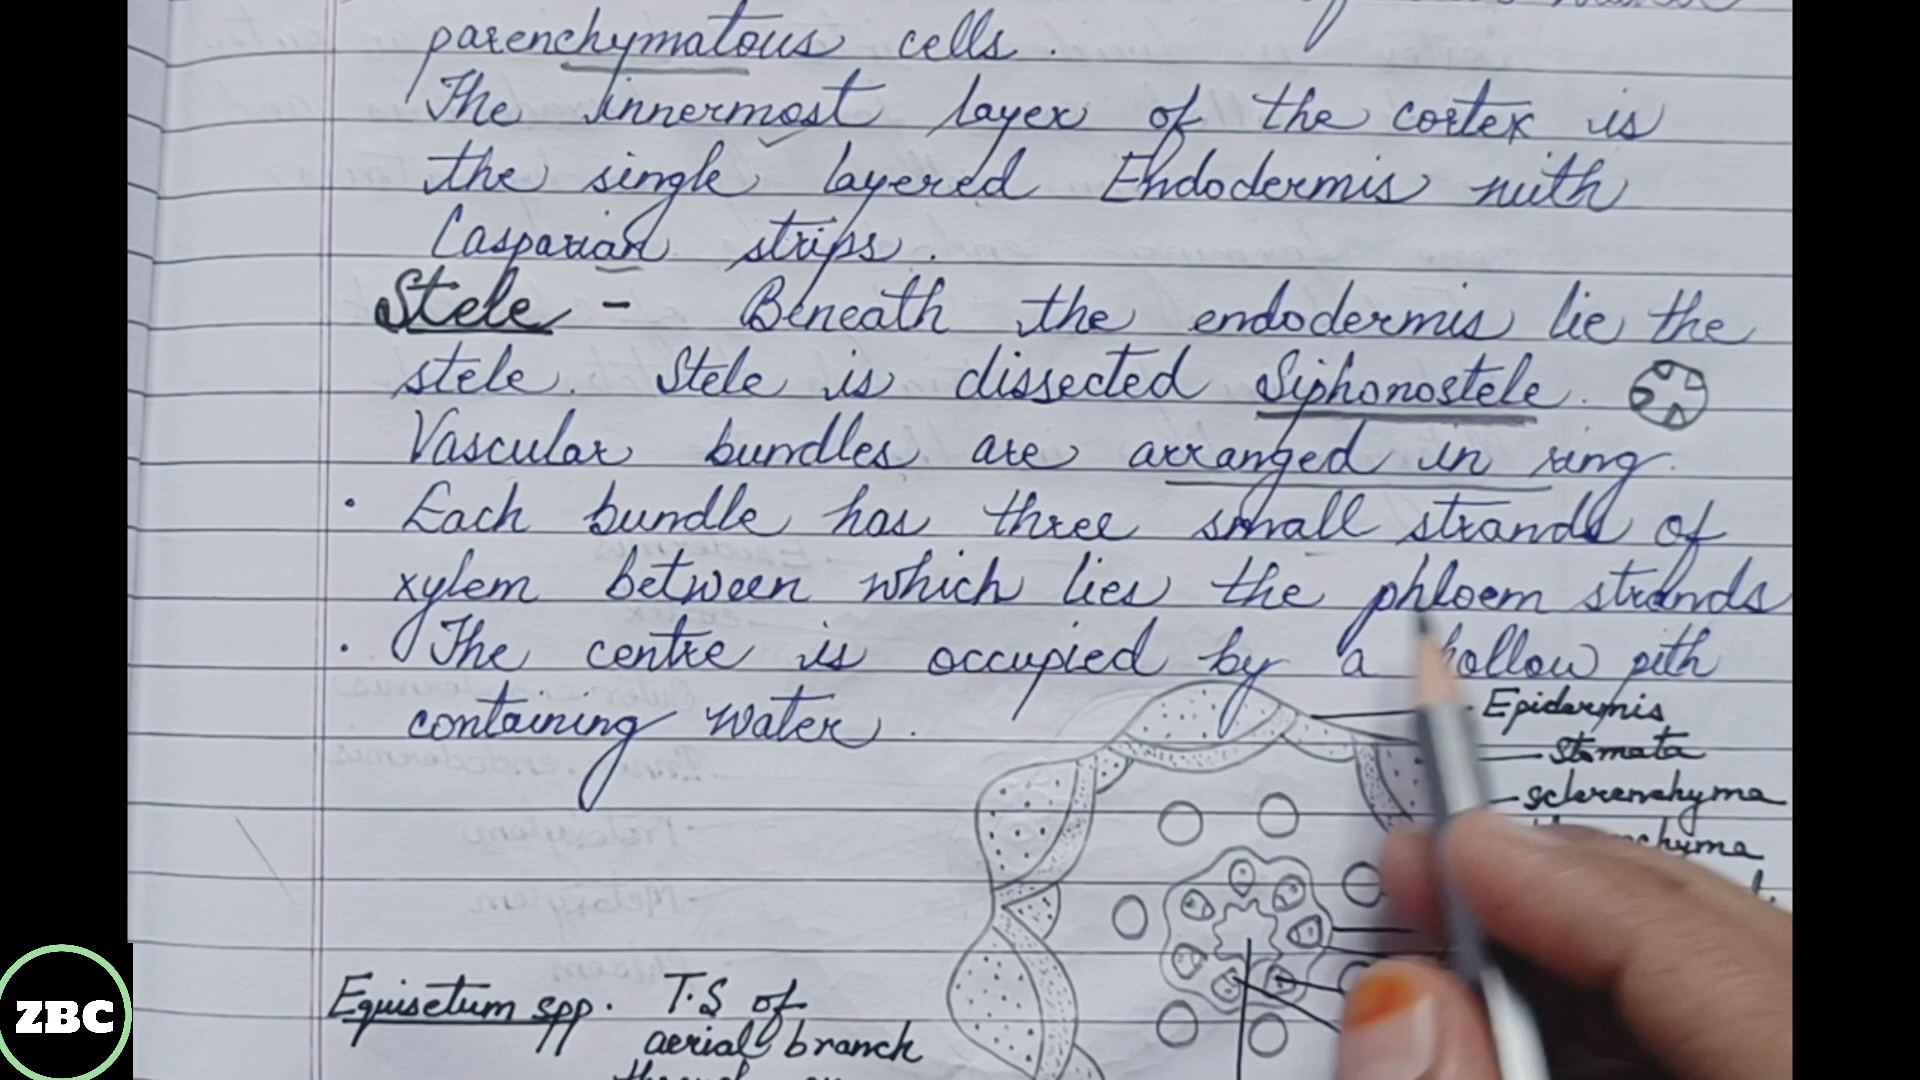 parenchymatous cells.
The innermost layer of the cortex is
the single layered Endodermis with
Casparian strips.
Stele - Beneath the endodermis lie the
stele. Stele is dissected Siphonostele.
Vascular bundles are arranged in ring.
• Each bundle has three small strands of
xylem between which lies the phloem strands
• The centre is occupied by a hollow pith
containing water.
Epidermis
Stomata
sclerenchyma
Equisetum spp. T.S of
aerial branch
ZBC